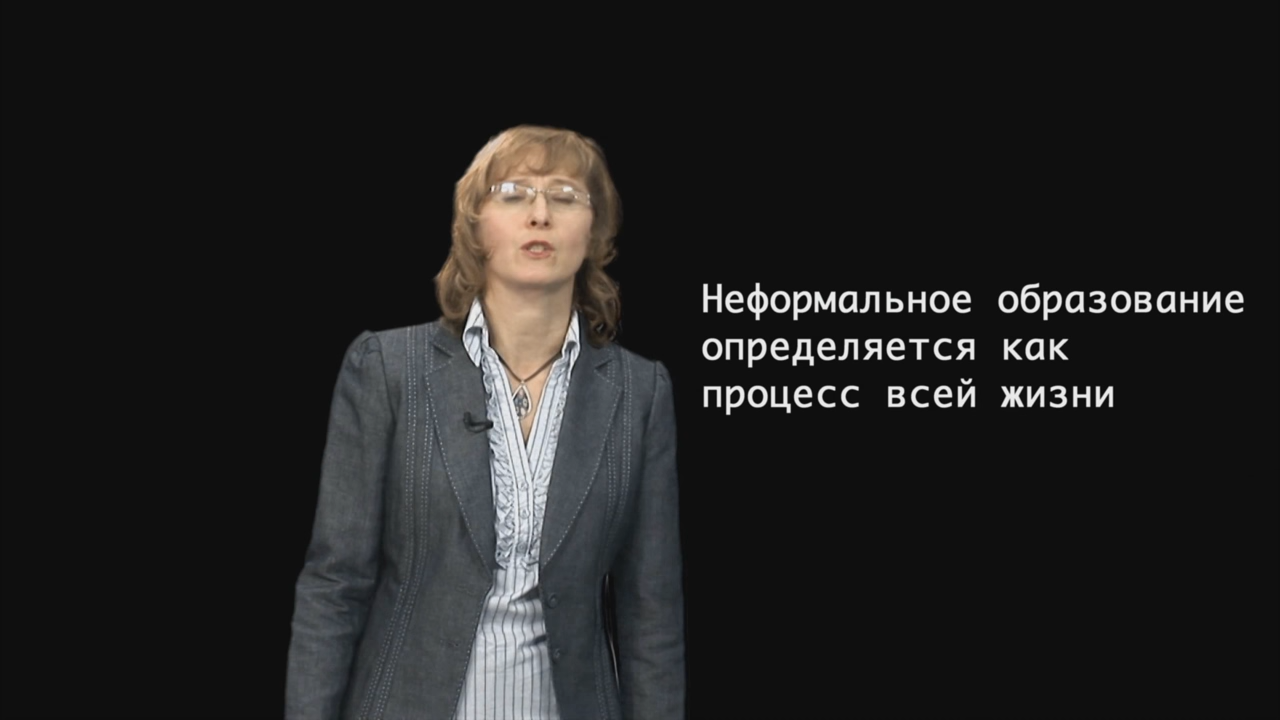 Неформальное образование
определяется как
процесс всей жизни